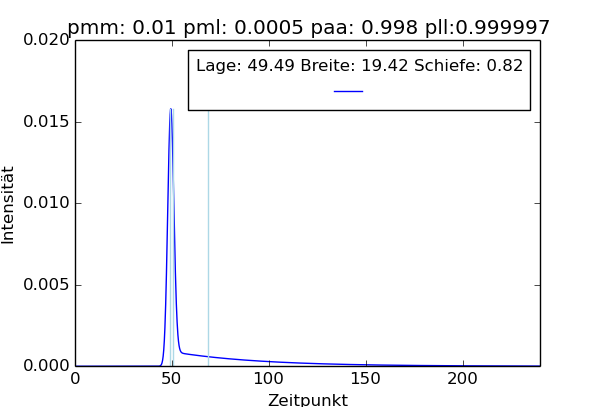 pmm: 0.01 pml: 0.0005 paa: 0.998 pll:0.999997
Lage: 49.49 Breite: 19.42 Schiefe: 0.82
0.020
0.015
0.010
0.005
0.000
Intensität
0 50 100 150 200
Zeitpunkt